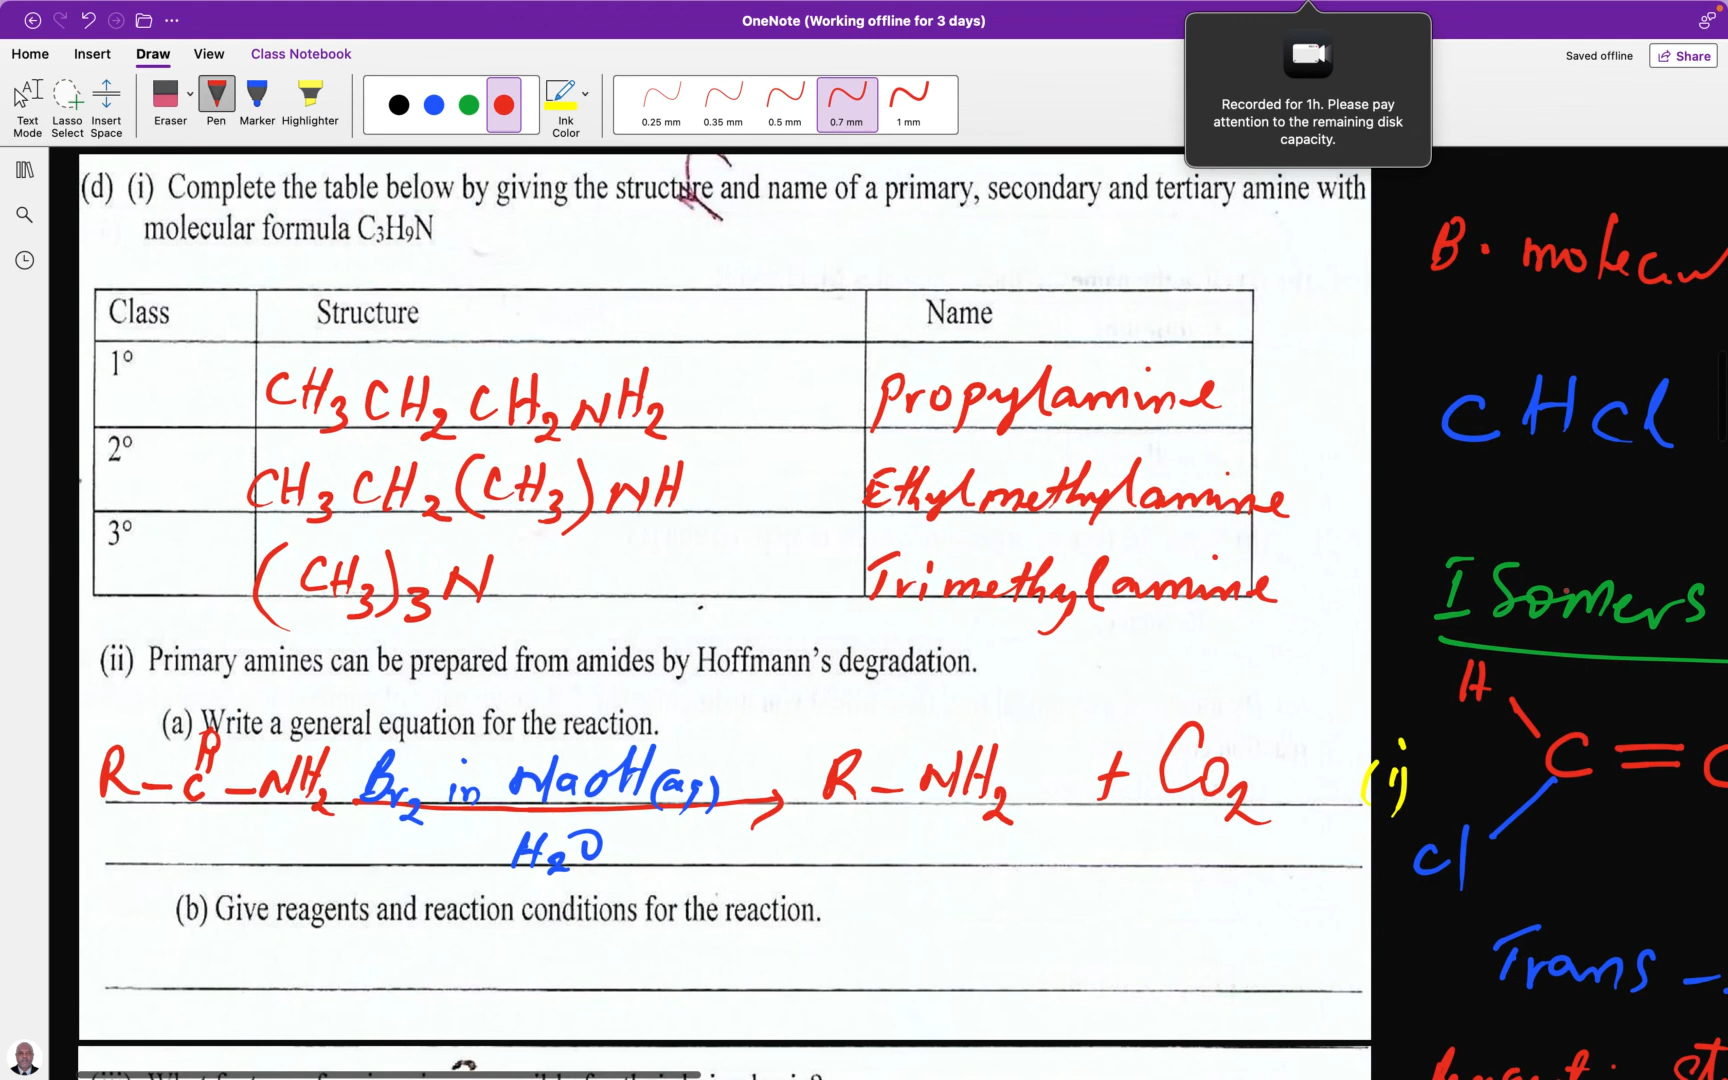 OneNote (Working offline for 3 days)
Home Insert Draw View Class Notebook
Saved offline Share
Text Mode Lasso Select Insert Space Eraser Pen Marker Highlighter Ink Color 0.25 mm 0.35 mm 0.5 mm 0.7 mm 1 mm
Recorded for 1h. Please pay
attention to the remaining disk
capacity.
(d) (i) Complete the table below by giving the structure and name of a primary, secondary and tertiary amine with
molecular formula C₃H₉N
Class Structure Name
1° CH₃CH₂CH₂NH₂ Propylamine
2° CH₃CH₂(CH₃)NH Ethylmethylamine
3° (CH₃)₃N Trimethylamine
(ii) Primary amines can be prepared from amides by Hoffmann's degradation.
(a) Write a general equation for the reaction.
R-C-NH₂ Br₂ in NaOH(aq) R-NH₂ + CO₂
H₂O
(b) Give reagents and reaction conditions for the reaction.
B. molecu
CHCl
Isomers
(i)
H
C = C
Cl
Trans -